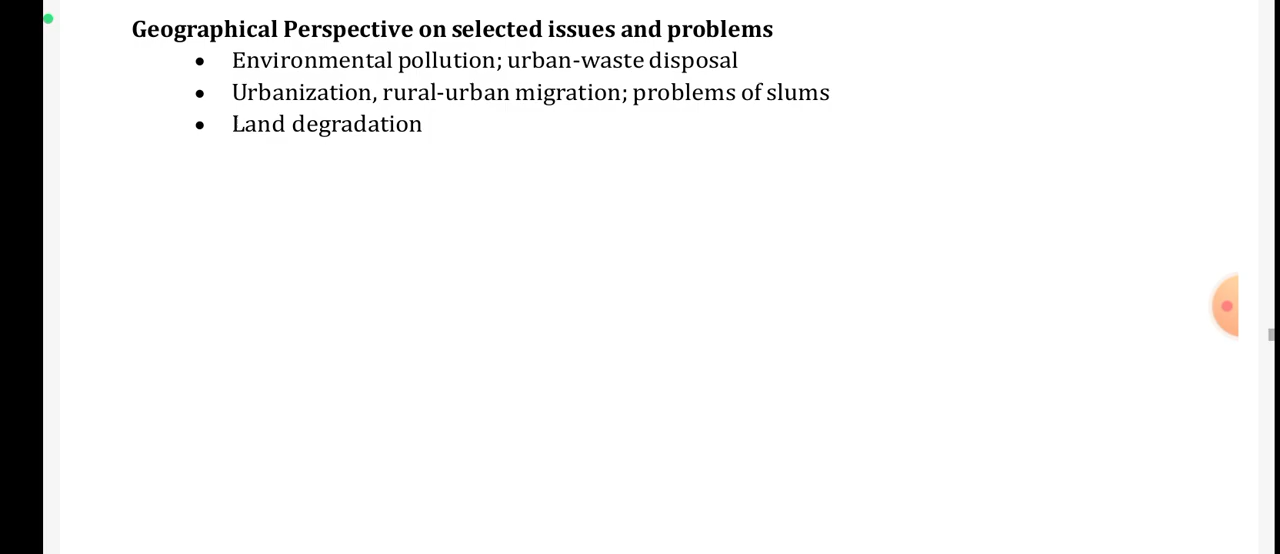 Geographical Perspective on selected issues and problems
• Environmental pollution; urban-waste disposal
• Urbanization, rural-urban migration; problems of slums
• Land degradation